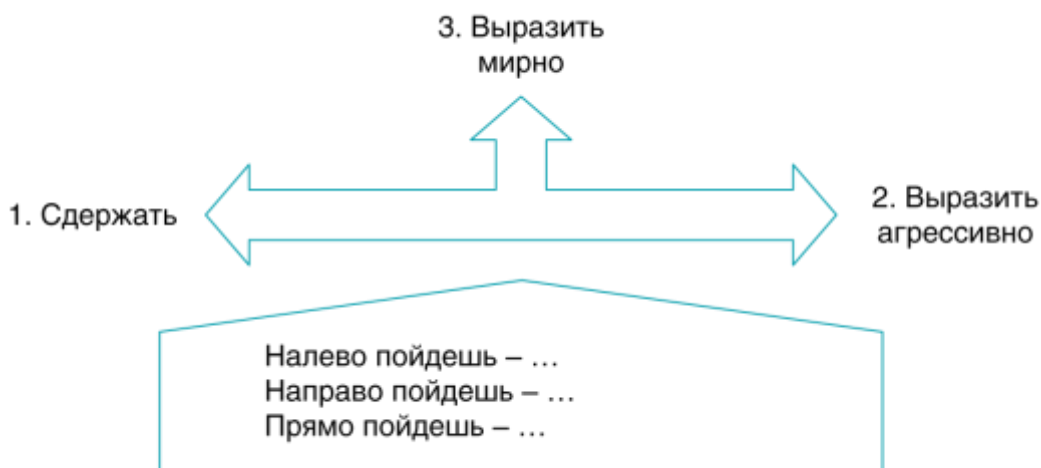 3. Выразить
мирно
1. Сдержать
2. Выразить
агрессивно
Налево пойдешь – …
Направо пойдешь – …
Прямо пойдешь – …